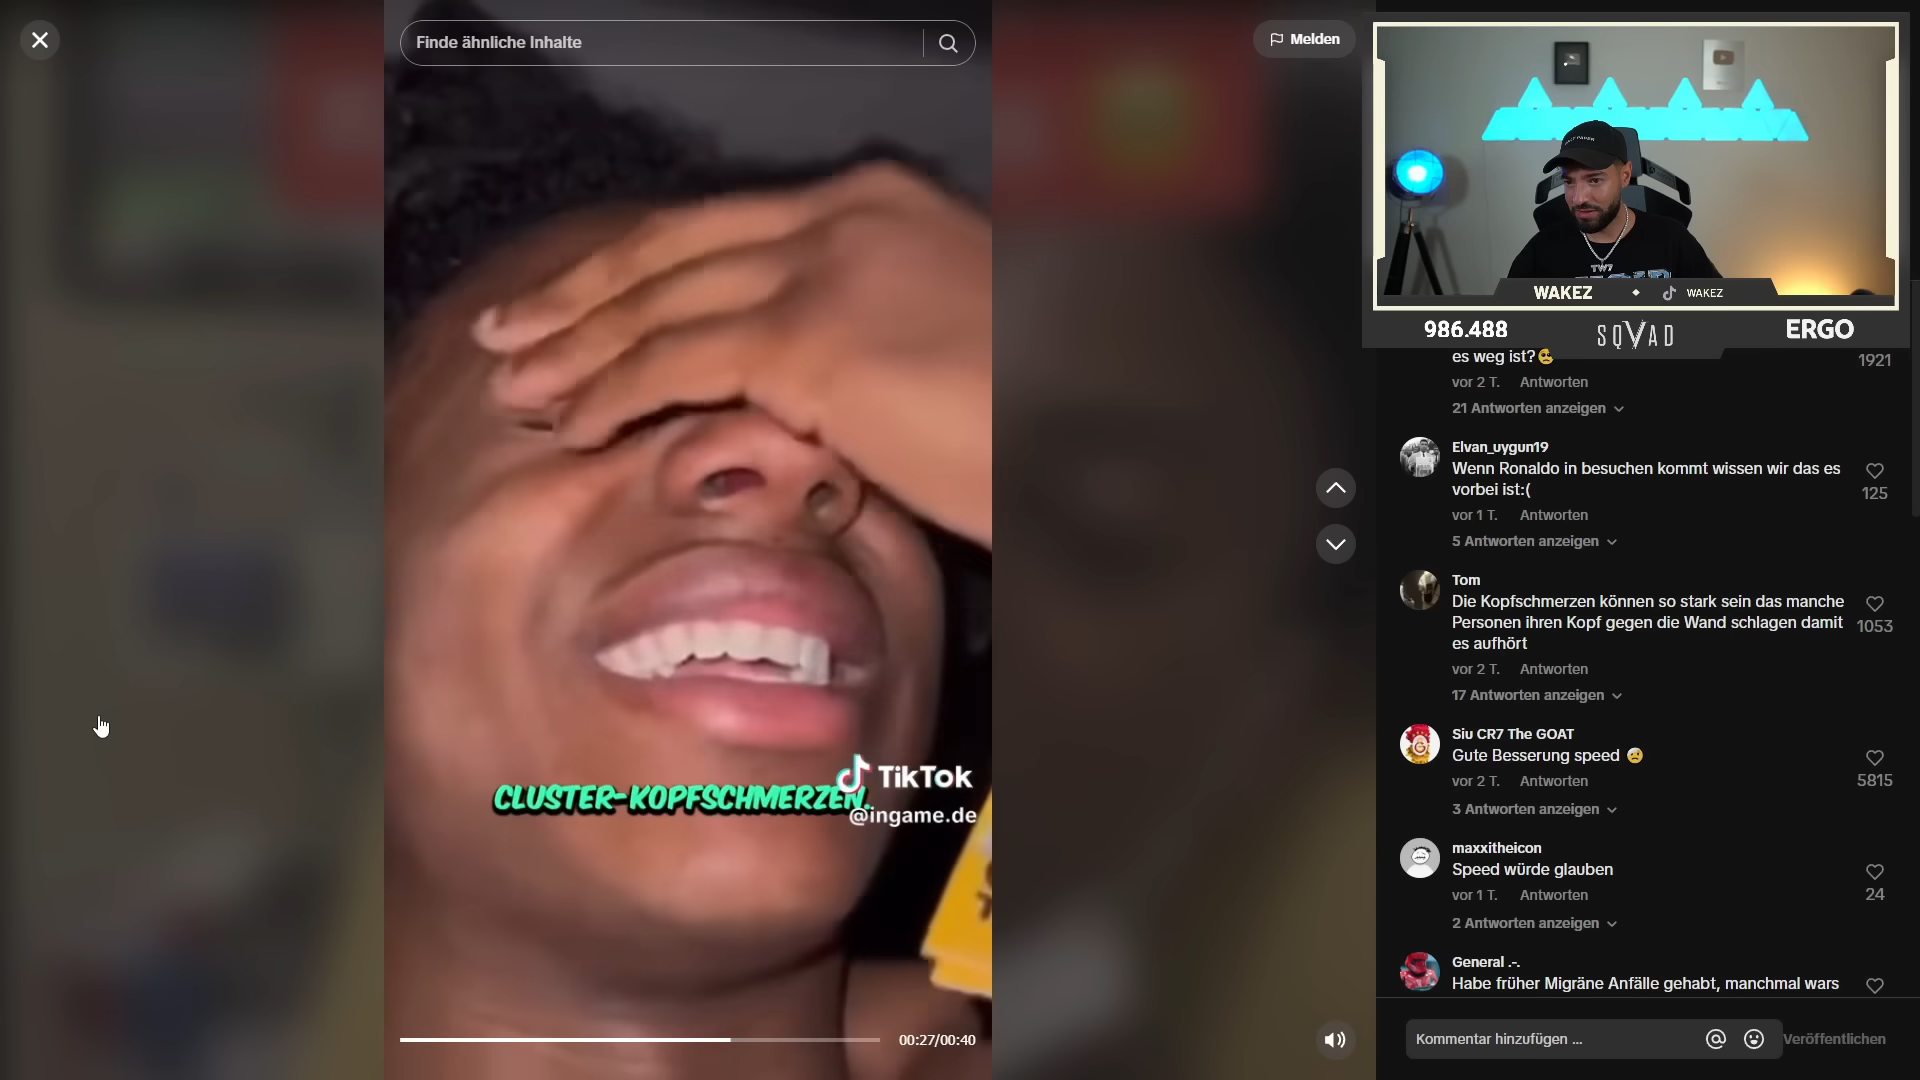 Finde ähnliche Inhalte
Melden
CLUSTER-KOPFSCHMERZEN.
TikTok
@ingame.de
00:27/00:40
TW7
WAKEZ
WAKEZ
986.488
SQVAD
ERGO
es weg ist?
1921
vor 2 T. Antworten
21 Antworten anzeigen
Elvan_uygun19
Wenn Ronaldo in besuchen kommt wissen wir das es
vorbei ist:(
125
vor 1 T. Antworten
5 Antworten anzeigen
Tom
Die Kopfschmerzen können so stark sein das manche
Personen ihren Kopf gegen die Wand schlagen damit
es aufhört
1053
vor 2 T. Antworten
17 Antworten anzeigen
Siu CR7 The GOAT
Gute Besserung speed
5815
vor 2 T. Antworten
3 Antworten anzeigen
maxxitheicon
Speed würde glauben
24
vor 1 T. Antworten
2 Antworten anzeigen
General .-.
Habe früher Migräne Anfälle gehabt, manchmal wars
Kommentar hinzufügen ...
Veröffentlichen